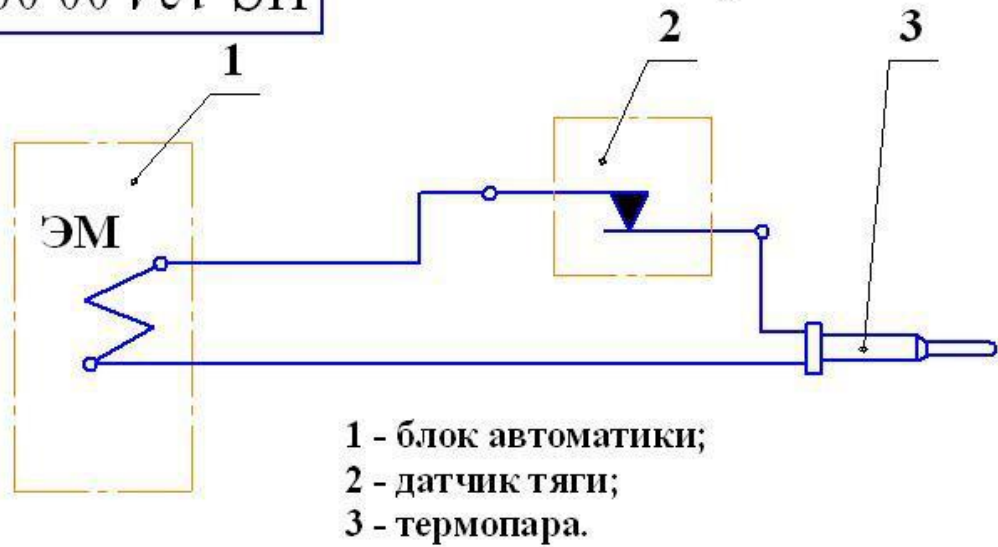 1
2
3
ЭМ
1 - блок автоматики;
2 - датчик тяги;
3 - термопара.